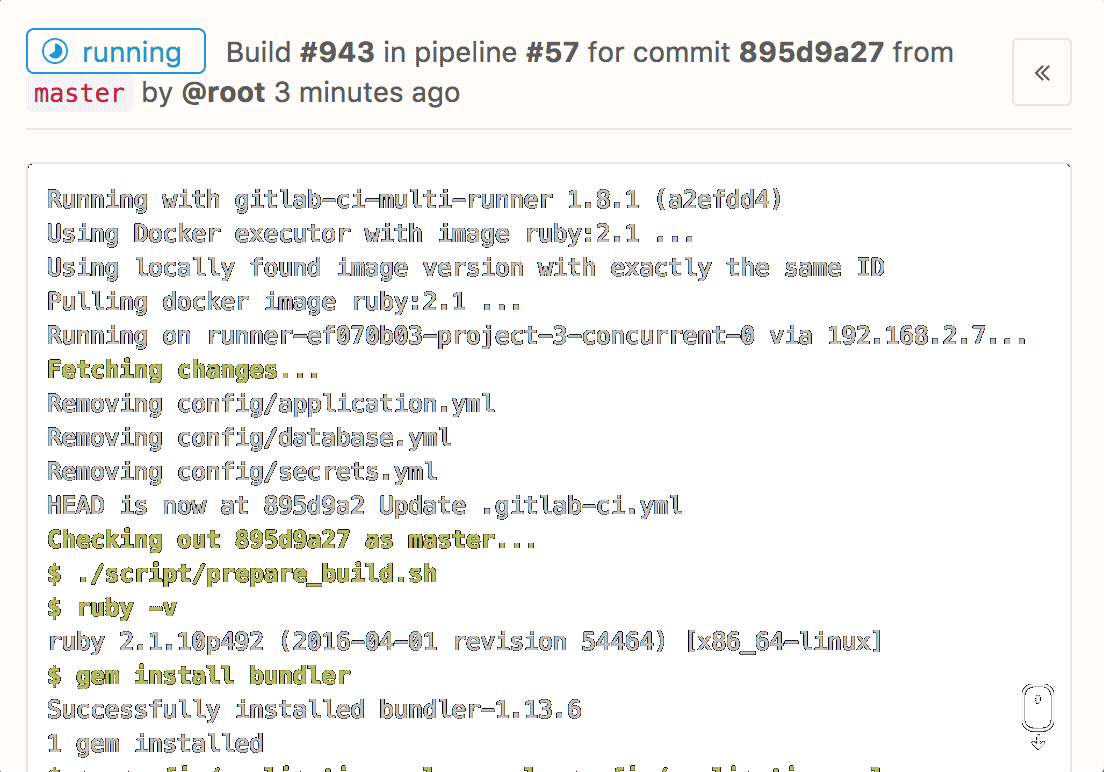 running Build #943 in pipeline #57 for commit 895d9a27 from
master by @root 3 minutes ago
Running with gitlab-ci-multi-runner 1.8.1 (a2efdd4)
Using Docker executor with image ruby:2.1 ...
Using locally found image version with exactly the same ID
Pulling docker image ruby:2.1 ...
Running on runner-ef070b03-project-3-concurrent-0 via 192.168.2.7...
Fetching changes...
Removing config/application.yml
Removing config/database.yml
Removing config/secrets.yml
HEAD is now at 895d9a2 Update .gitlab-ci.yml
Checking out 895d9a27 as master...
$ ./script/prepare_build.sh
$ ruby -v
ruby 2.1.10p492 (2016-04-01 revision 54464) [x86_64-linux]
$ gem install bundler
Successfully installed bundler-1.13.6
1 gem installed